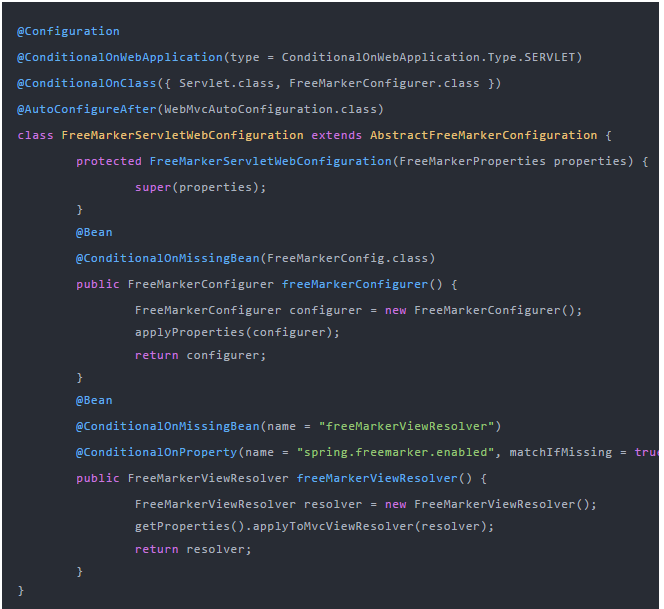 @Configuration
@ConditionalOnWebApplication(type = ConditionalOnWebApplication.Type.SERVLET)
@ConditionalOnClass({ Servlet.class, FreeMarkerConfigurer.class })
@AutoConfigureAfter(WebMvcAutoConfiguration.class)
class FreeMarkerServletWebConfiguration extends AbstractFreeMarkerConfiguration {
        protected FreeMarkerServletWebConfiguration(FreeMarkerProperties properties) {
                super(properties);
        }
        @Bean
        @ConditionalOnMissingBean(FreeMarkerConfig.class)
        public FreeMarkerConfigurer freeMarkerConfigurer() {
                FreeMarkerConfigurer configurer = new FreeMarkerConfigurer();
                applyProperties(configurer);
                return configurer;
        }
        @Bean
        @ConditionalOnMissingBean(name = "freeMarkerViewResolver")
        @ConditionalOnProperty(name = "spring.freemarker.enabled", matchIfMissing = true
        public FreeMarkerViewResolver freeMarkerViewResolver() {
                FreeMarkerViewResolver resolver = new FreeMarkerViewResolver();
                getProperties().applyToMvcViewResolver(resolver);
                return resolver;
        }
}